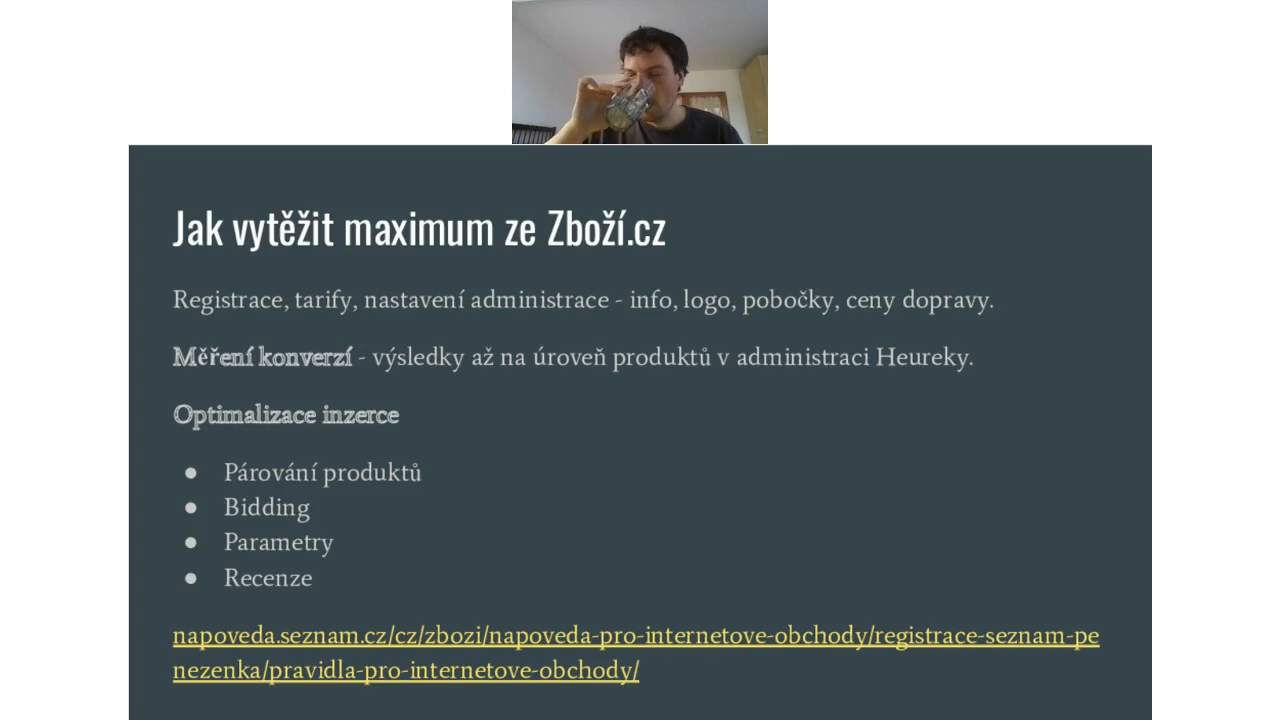 Jak vytěžit maximum ze Zboží.cz
Registrace, tarify, nastavení administrace - info, logo, pobočky, ceny dopravy.
Měření konverzí - výsledky až na úroveň produktů v administraci Heureky.
Optimalizace inzerce
● Párování produktů
● Bidding
● Parametry
● Recenze
napoveda.seznam.cz/cz/zbozi/napoveda-pro-internetove-obchody/registrace-seznam-pe
nezenka/pravidla-pro-internetove-obchody/